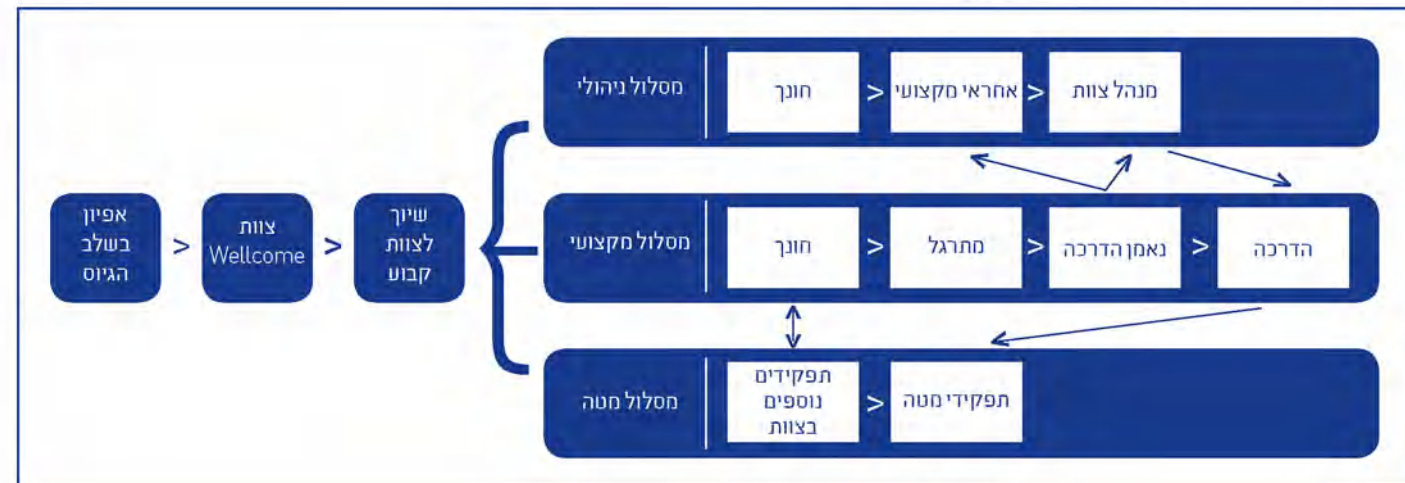 אפיון
בשלב
הגיוס
>
צוות
Wellcome
>
שיוך
לצוות
קבוע
מסלול ניהולי
חונך
>
אחראי מקצועי
>
מנהל צוות
מסלול מקצועי
חונך
>
מתרגל
>
נאמן הדרכה
>
הדרכה
מסלול מטה
תפקידים
נוספים
בצוות
>
תפקידי מטה